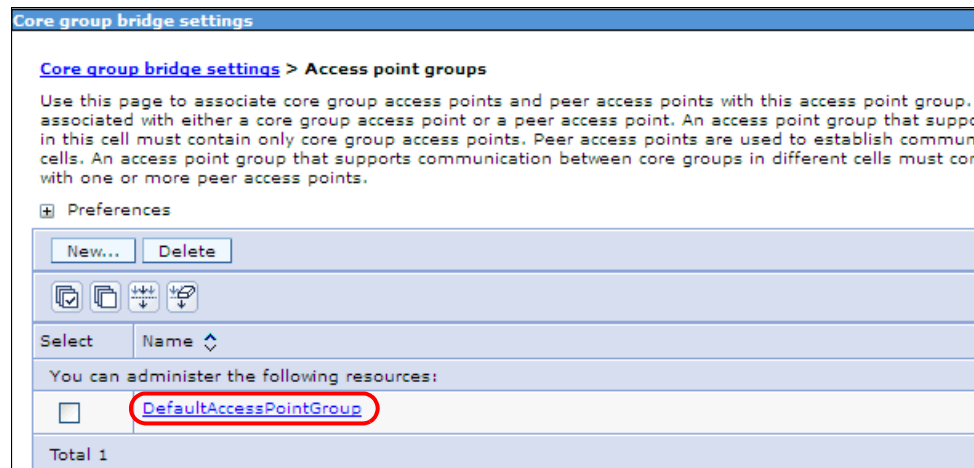 Core group bridge settings
Core group bridge settings > Access point groups
Use this page to associate core group access points and peer access points with this access point group.
associated with either a core group access point or a peer access point. An access point group that
in this cell must contain only core group access points. Peer access points are used to establish
cells. An access point group that supports communication between core groups in different cells must
with one or more peer access points.
Preferences
New... Delete
Select Name
You can administer the following resources:
DefaultAccessPointGroup
Total 1